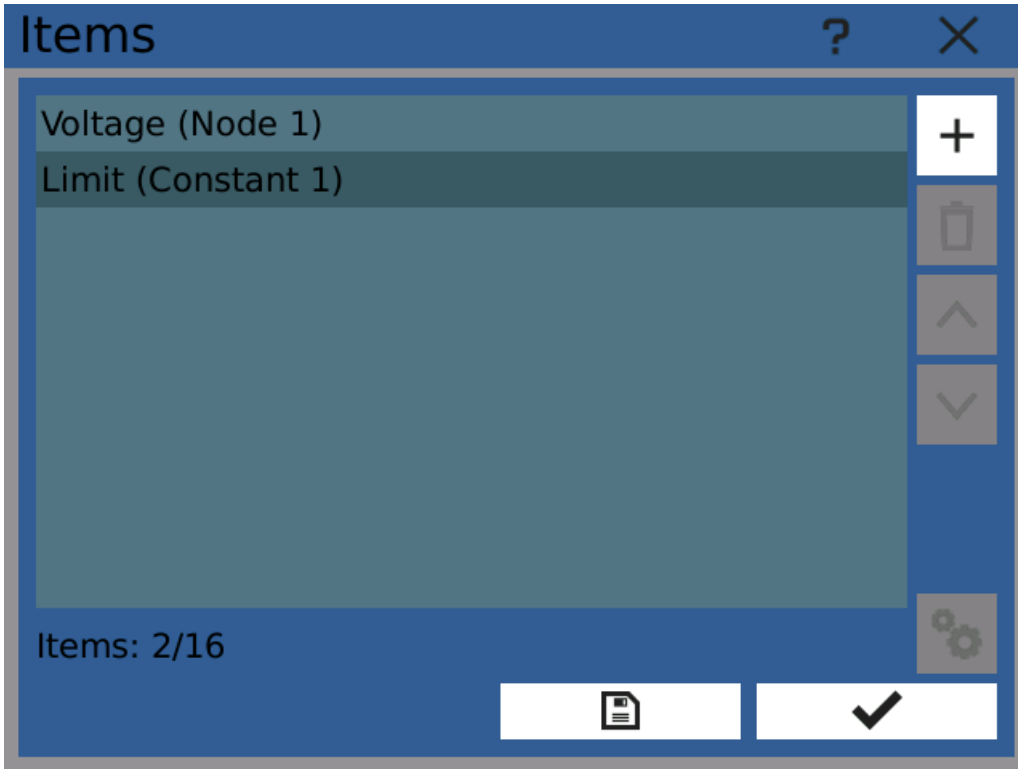 Items ?
Voltage (Node 1)
Limit (Constant 1)
Items: 2/16